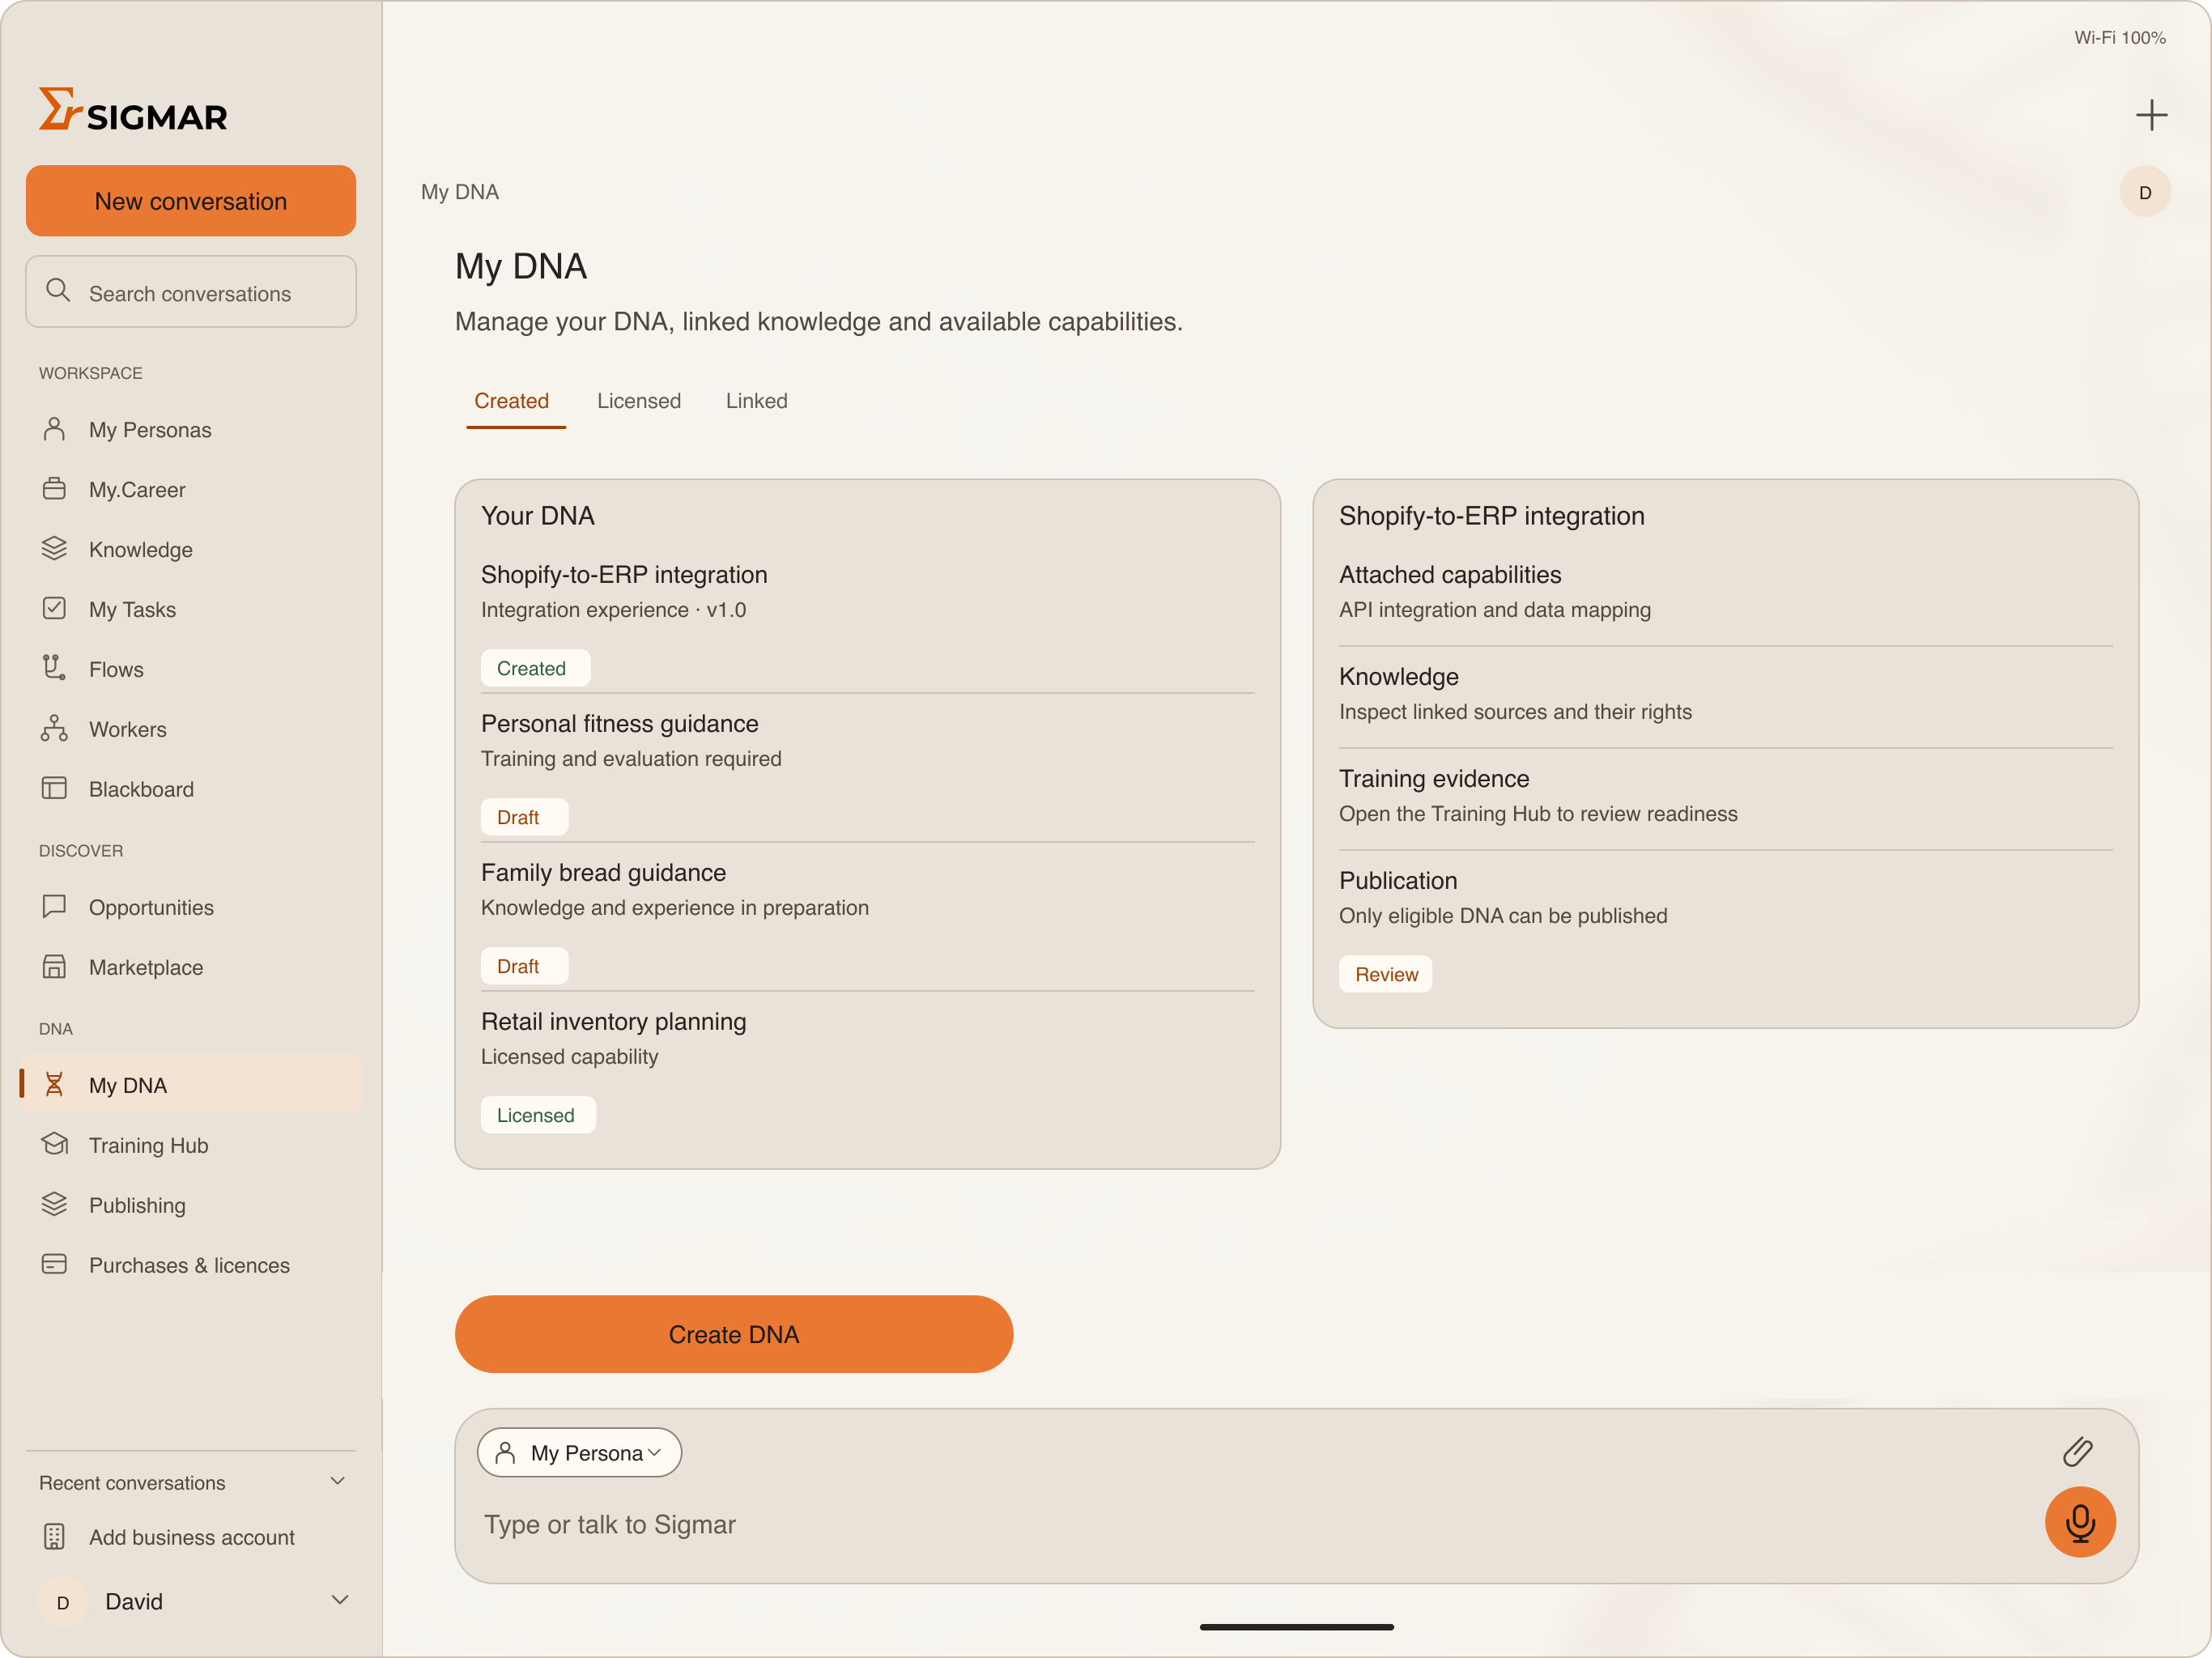 Wi-Fi 100%
Σr SIGMAR
New conversation
Search conversations
WORKSPACE
My Personas
My.Career
Knowledge
My Tasks
Flows
Workers
Blackboard
DISCOVER
Opportunities
Marketplace
DNA
My DNA
Training Hub
Publishing
Purchases & licences
Recent conversations
Add business account
D
David
My DNA
D
My DNA
Manage your DNA, linked knowledge and available capabilities.
Created
Licensed
Linked
Your DNA
Shopify-to-ERP integration
Integration experience · v1.0
Created
Personal fitness guidance
Training and evaluation required
Draft
Family bread guidance
Knowledge and experience in preparation
Draft
Retail inventory planning
Licensed capability
Licensed
Shopify-to-ERP integration
Attached capabilities
API integration and data mapping
Knowledge
Inspect linked sources and their rights
Training evidence
Open the Training Hub to review readiness
Publication
Only eligible DNA can be published
Review
Create DNA
My Persona
Type or talk to Sigmar